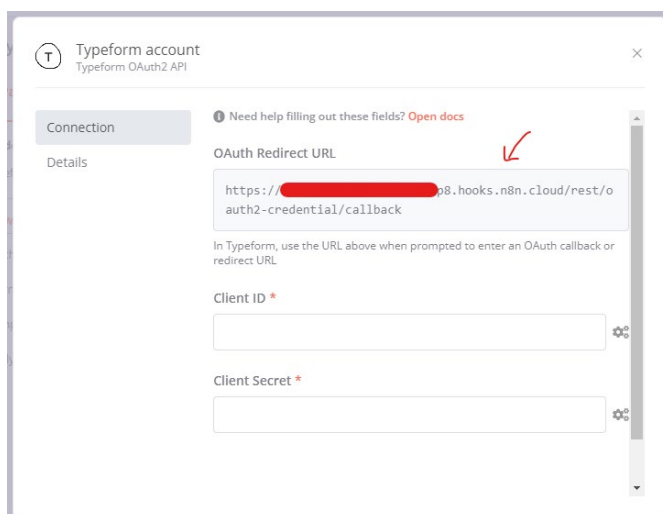 T
Typeform account
Typeform OAuth2 API
Connection
Details
Need help filling out these fields? Open docs
OAuth Redirect URL
https:// p8.hooks.n8n.cloud/rest/o
auth2-credential/callback
In Typeform, use the URL above when prompted to enter an OAuth callback or
redirect URL
Client ID *
Client Secret *